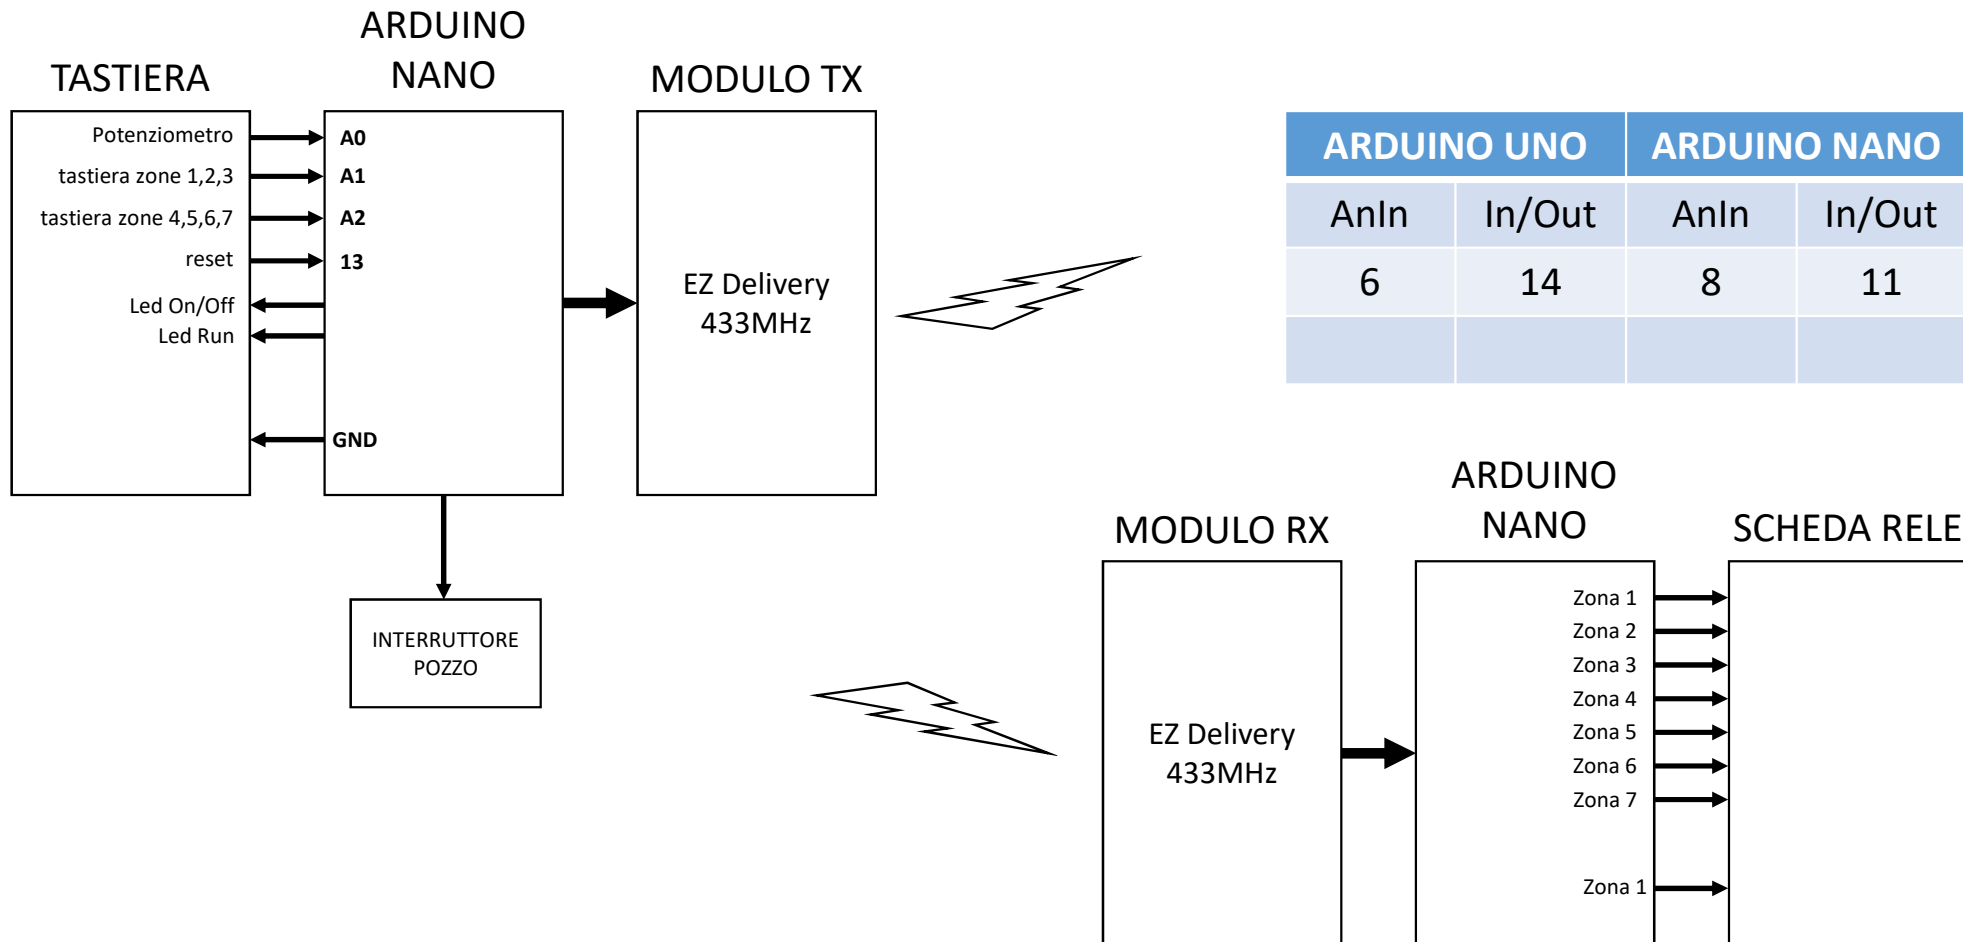 ARDUINO
NANO
TASTIERA
MODULO TX
Potenziometro
A0
tastiera zone 1,2,3
A1
tastiera zone 4,5,6,7
A2
reset
13
Led On/Off
Led Run
GND
EZ Delivery
433MHz
INTERRUTTORE
POZZO
ARDUINO UNO ARDUINO NANO
AnIn In/Out AnIn In/Out
6 14 8 11
MODULO RX
ARDUINO
NANO
SCHEDA RELE
EZ Delivery
433MHz
Zona 1
Zona 2
Zona 3
Zona 4
Zona 5
Zona 6
Zona 7
Zona 1